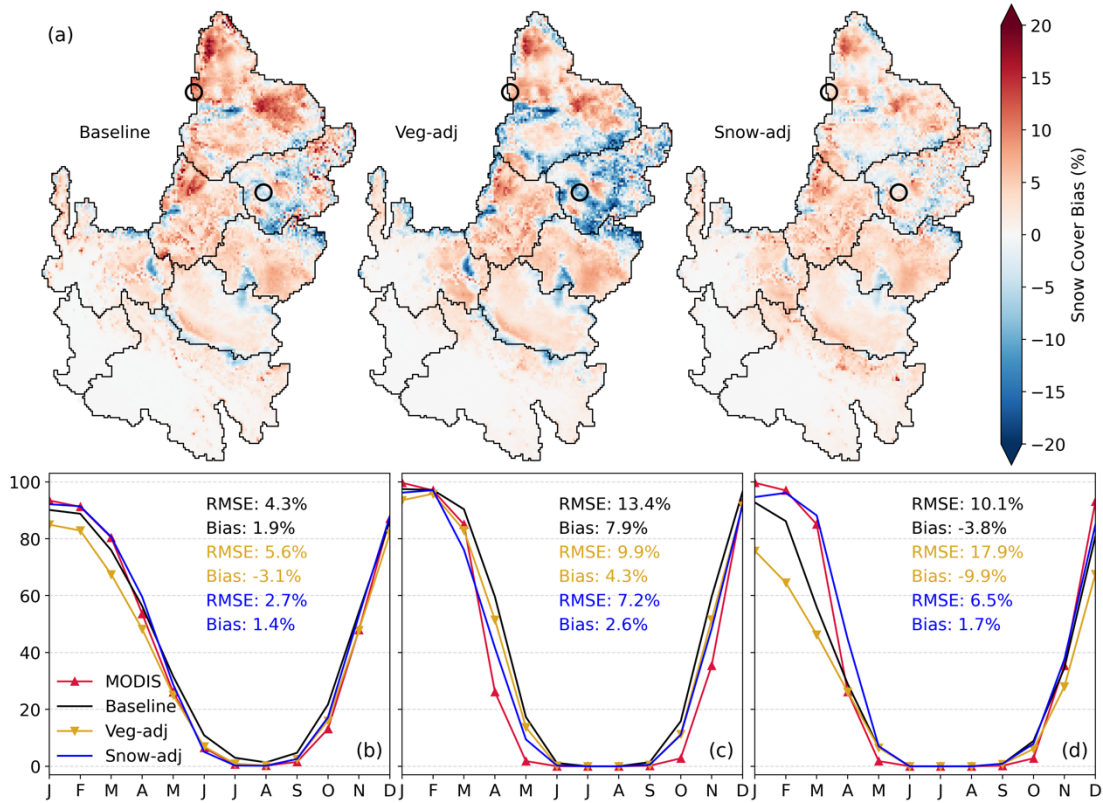 (a)
Baseline
Veg-adj
Snow-adj
20
15
10
5
0
−5
−10
−15
−20
Snow Cover Bias (%)
100
80
60
40
20
0
RMSE: 4.3%
Bias: 1.9%
RMSE: 5.6%
Bias: -3.1%
RMSE: 2.7%
Bias: 1.4%
MODIS
Baseline
Veg-adj
Snow-adj
(b)
J F M A M J J A S O N D
RMSE: 13.4%
Bias: 7.9%
RMSE: 9.9%
Bias: 4.3%
RMSE: 7.2%
Bias: 2.6%
(c)
J F M A M J J A S O N D
RMSE: 10.1%
Bias: -3.8%
RMSE: 17.9%
Bias: -9.9%
RMSE: 6.5%
Bias: 1.7%
(d)
J F M A M J J A S O N D